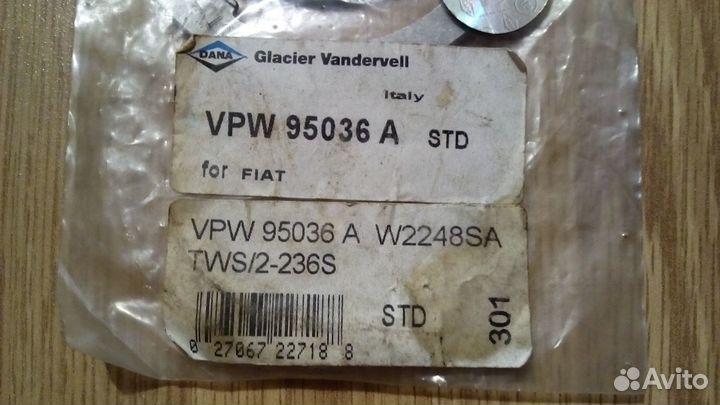 DANA Glacier Vandervell
Italy
VPW 95036 A STD
for FIAT
VPW 95036 A W2248SA
TWS/2-236S
STD
301
0 27067 22718 8
Avito